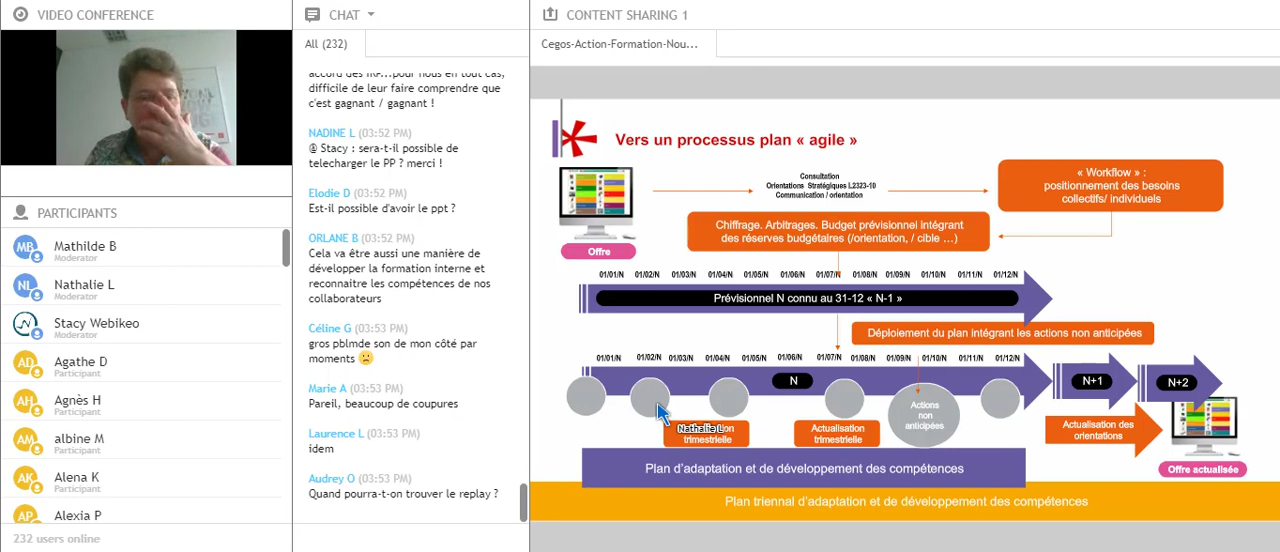 VIDEO CONFERENCE
PARTICIPANTS
MB
Mathilde B
Moderator
NL
Nathalie L
Moderator
Stacy Webikeo
Moderator
AD
Agathe D
Participant
AH
Agnès H
Participant
AM
albine M
Participant
AK
Alena K
Participant
AP
Alexia P
232 users online
CHAT
All (232)
accord des IRP...pour nous en tout cas,
difficile de leur faire comprendre que
c'est gagnant / gagnant !
NADINE L (03:52 PM)
@ Stacy : sera-t-il possible de
telecharger le PP ? merci !
Elodie D (03:52 PM)
Est-il possible d'avoir le ppt ?
ORLANE B (03:52 PM)
Cela va être aussi une manière de
développer la formation interne et
reconnaitre les compétences de nos
collaborateurs
Céline G (03:53 PM)
gros pblmde son de mon côté par
moments
Marie A (03:53 PM)
Pareil, beaucoup de coupures
Laurence L (03:53 PM)
idem
Audrey O (03:53 PM)
Quand pourra-t-on trouver le replay ?
CONTENT SHARING 1
Cegos-Action-Formation-Nou...
Vers un processus plan « agile »
Offre
Consultation
Orientations Stratégiques L2323-10
Communication / orientation
« Workflow » :
positionnement des besoins
collectifs/ individuels
Chiffrage. Arbitrages. Budget prévisionnel intégrant
des réserves budgétaires (/orientation, / cible ...)
01/01/N 01/02/N 01/03/N 01/04/N 01/05/N 01/06/N 01/07/N 01/08/N 01/09/N 01/10/N 01/11/N 01/12/N
Prévisionnel N connu au 31-12 « N-1 »
Déploiement du plan intégrant les actions non anticipées
01/01/N 01/02/N 01/03/N 01/04/N 01/05/N 01/06/N 01/07/N 01/08/N 01/09/N 01/10/N 01/11/N 01/12/N
N
N+1
N+2
Actions
non
anticipées
Nathalie L
trimestrielle
Actualisation
trimestrielle
Actualisation des
orientations
Offre actualisée
Plan d'adaptation et de développement des compétences
Plan triennal d'adaptation et de développement des compétences